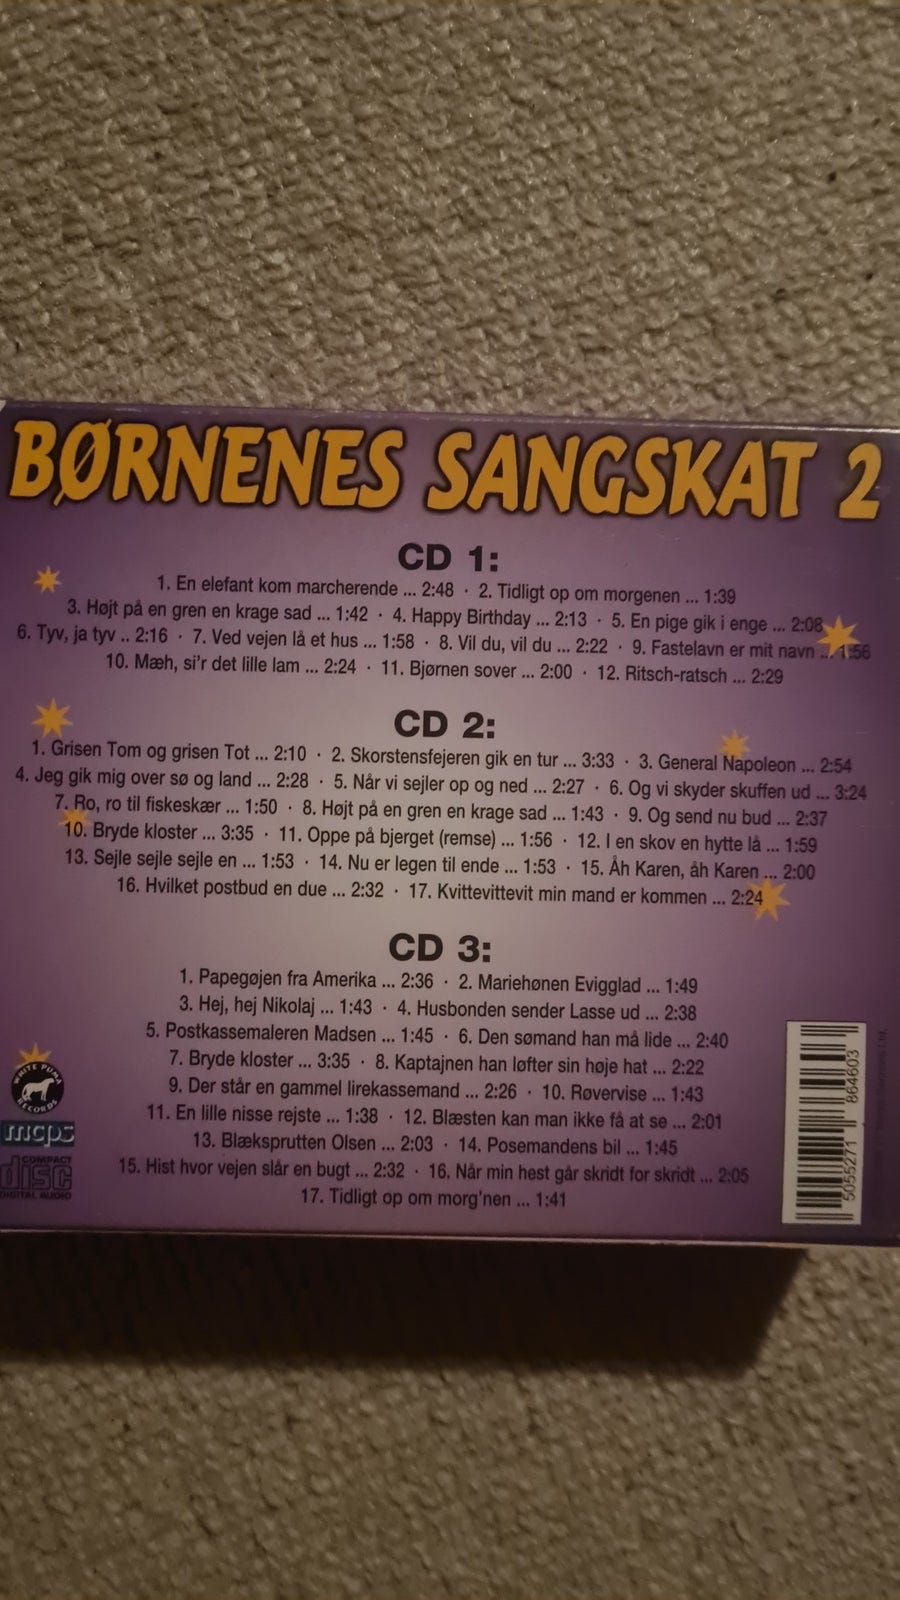 BØRNENES SANGSKAT 2
CD 1:
1. En elefant kom marcherende ... 2:48 · 2. Tidligt op om morgenen ... 1:39
3. Højt på en gren en krage sad ... 1:42 · 4. Happy Birthday ... 2:13 · 5. En pige gik i enge ... 2:08
6. Tyv, ja tyv .. 2:16 · 7. Ved vejen lå et hus ... 1:58 · 8. Vil du, vil du ... 2:22 · 9. Fastelavn er mit navn ... 1:56
10. Mæh, si'r det lille lam ... 2:24 · 11. Bjørnen sover ... 2:00 · 12. Ritsch-ratsch ... 2:29
CD 2:
1. Grisen Tom og grisen Tot ... 2:10 · 2. Skorstensfejeren gik en tur ... 3:33 · 3. General Napoleon ... 2:54
4. Jeg gik mig over sø og land ... 2:28 · 5. Når vi sejler op og ned ... 2:27 · 6. Og vi skyder skuffen ud ... 3:24
7. Ro, ro til fiskeskær ... 1:50 · 8. Højt på en gren en krage sad ... 1:43 · 9. Og send nu bud ... 2:37
10. Bryde kloster ... 3:35 · 11. Oppe på bjerget (remse) ... 1:56 · 12. I en skov en hytte lå ... 1:59
13. Sejle sejle sejle en ... 1:53 · 14. Nu er legen til ende ... 1:53 · 15. Åh Karen, åh Karen ... 2:00
16. Hvilket postbud en due ... 2:32 · 17. Kvittevittevit min mand er kommen ... 2:24
CD 3:
1. Papegøjen fra Amerika ... 2:36 · 2. Mariehønen Evigglad ... 1:49
3. Hej, hej Nikolaj ... 1:43 · 4. Husbonden sender Lasse ud ... 2:38
5. Postkassemaleren Madsen ... 1:45 · 6. Den sømand han må lide ... 2:40
7. Bryde kloster ... 3:35 · 8. Kaptajnen han løfter sin høje hat ... 2:22
9. Der står en gammel lirekassemand ... 2:26 · 10. Røvervise ... 1:43
11. En lille nisse rejste ... 1:38 · 12. Blæsten kan man ikke få at se ... 2:01
13. Blæksprutten Olsen ... 2:03 · 14. Posemandens bil ... 1:45
15. Hist hvor vejen slår en bugt ... 2:32 · 16. Når min hest går skridt for skridt ... 2:05
17. Tidligt op om morg'nen ... 1:41
WHITE PUMA RECORDS
mcps
COMPACT
disc
DIGITAL AUDIO
5055271 864603